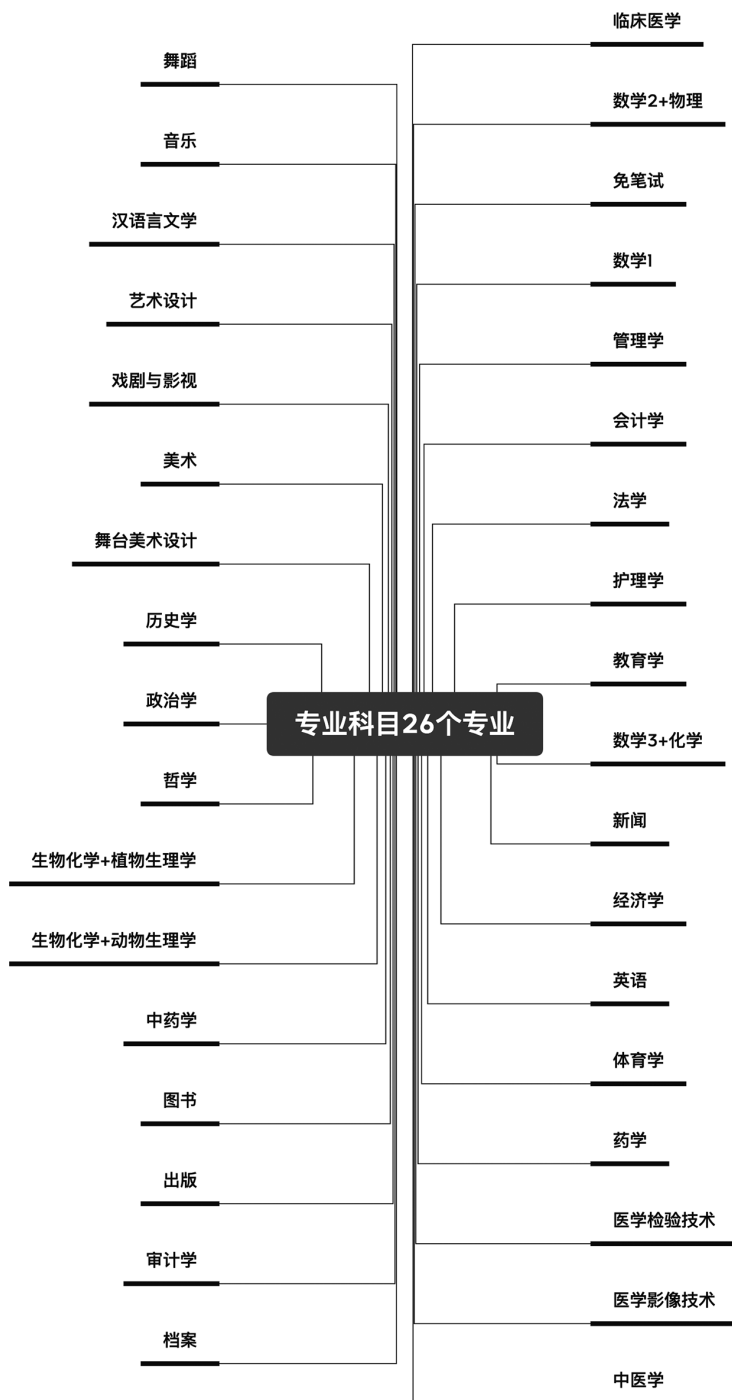 临床医学
数学2+物理
免笔试
数学1
管理学
会计学
法学
护理学
教育学
数学3+化学
新闻
经济学
英语
体育学
药学
医学检验技术
医学影像技术
中医学
专业科目26个专业
舞蹈
音乐
汉语言文学
艺术设计
戏剧与影视
美术
舞台美术设计
历史学
政治学
哲学
生物化学+植物生理学
生物化学+动物生理学
中药学
图书
出版
审计学
档案